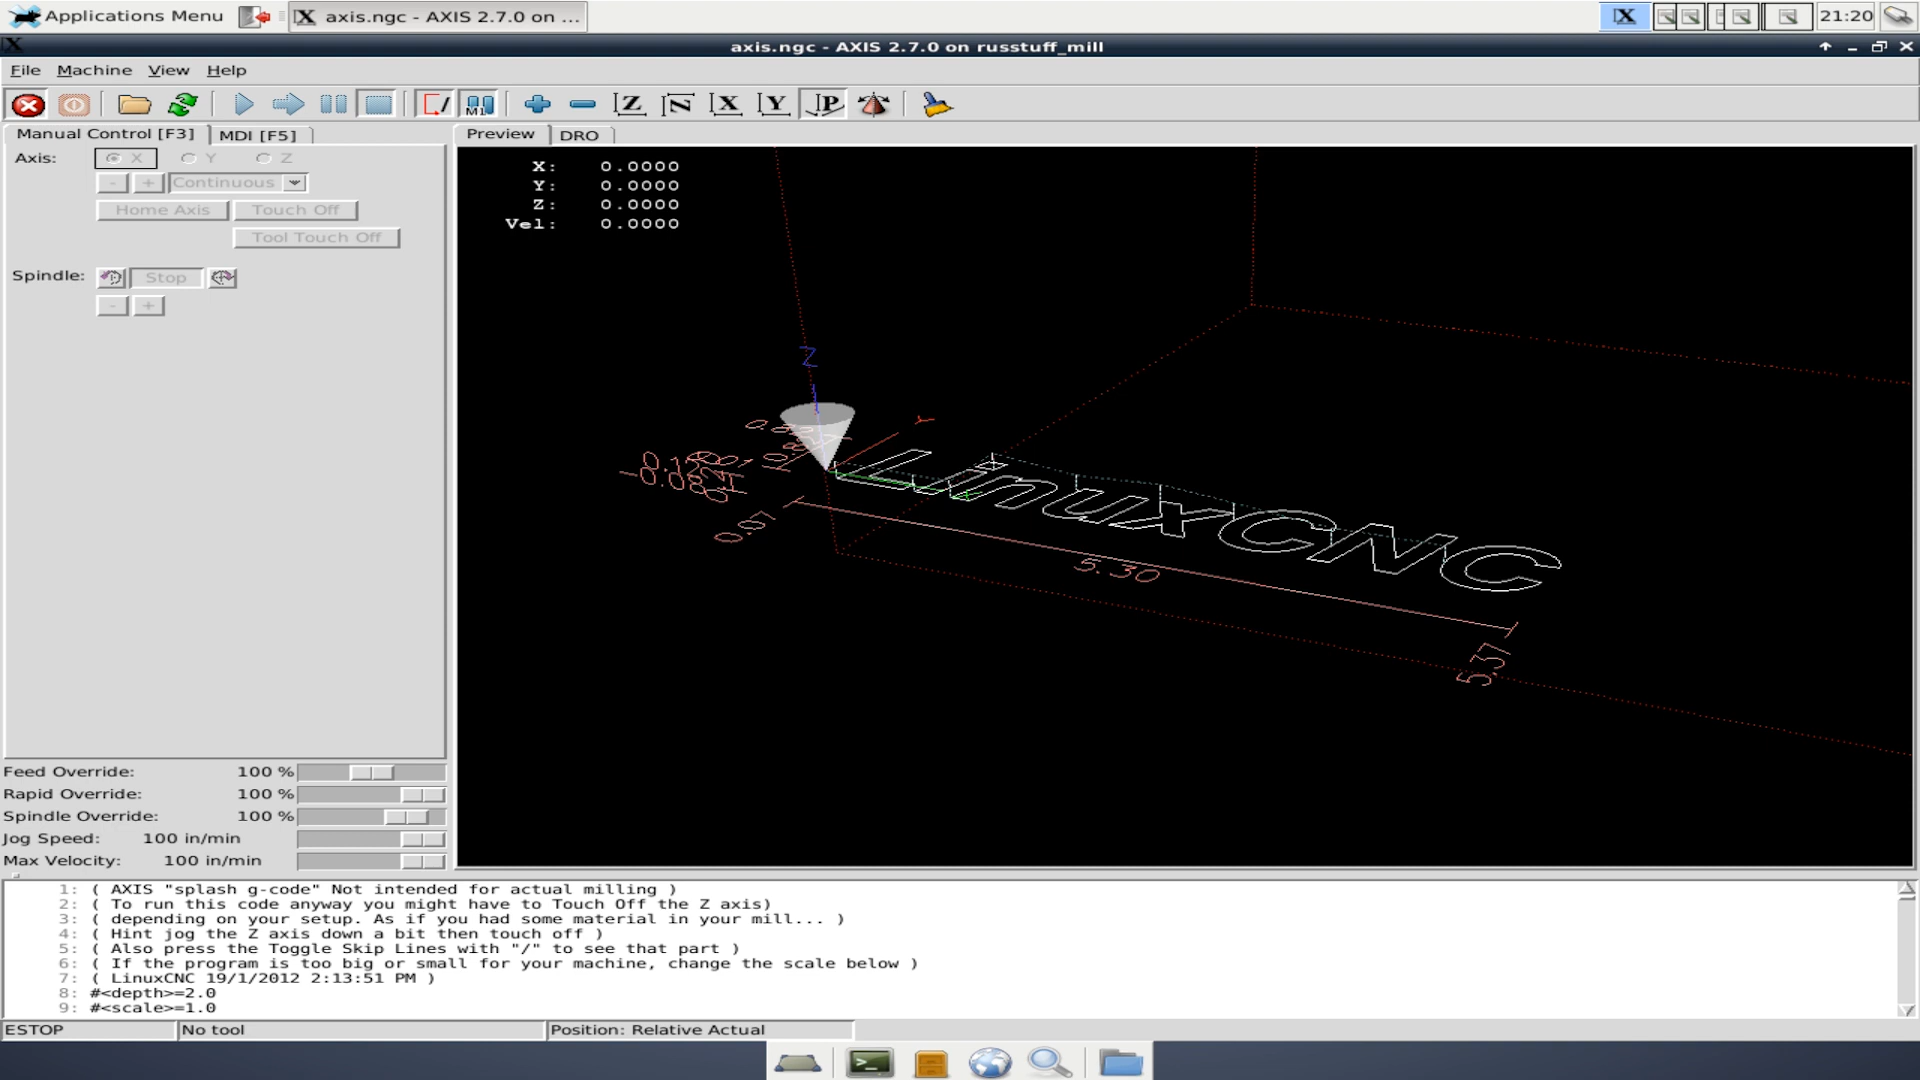 Applications Menu
axis.ngc - AXIS 2.7.0 on ...
21:20
axis.ngc - AXIS 2.7.0 on russtuff_mill
File Machine View Help
M1 Z N X Y P
Manual Control [F3] MDI [F5]
Axis: X Y Z
- + Continuous
Home Axis Touch Off
Tool Touch Off
Spindle: Stop
- +
Feed Override: 100 %
Rapid Override: 100 %
Spindle Override: 100 %
Jog Speed: 100 in/min
Max Velocity: 100 in/min
Preview DRO
X: 0.0000
Y: 0.0000
Z: 0.0000
Vel: 0.0000
Z
Y
X
LinuxCNC
0.07
5.30
5.37
1: ( AXIS "splash g-code" Not intended for actual milling )
2: ( To run this code anyway you might have to Touch Off the Z axis)
3: ( depending on your setup. As if you had some material in your mill... )
4: ( Hint jog the Z axis down a bit then touch off )
5: ( Also press the Toggle Skip Lines with "/" to see that part )
6: ( If the program is too big or small for your machine, change the scale below )
7: ( LinuxCNC 19/1/2012 2:13:51 PM )
8: #<depth>=2.0
9: #<scale>=1.0
ESTOP No tool Position: Relative Actual